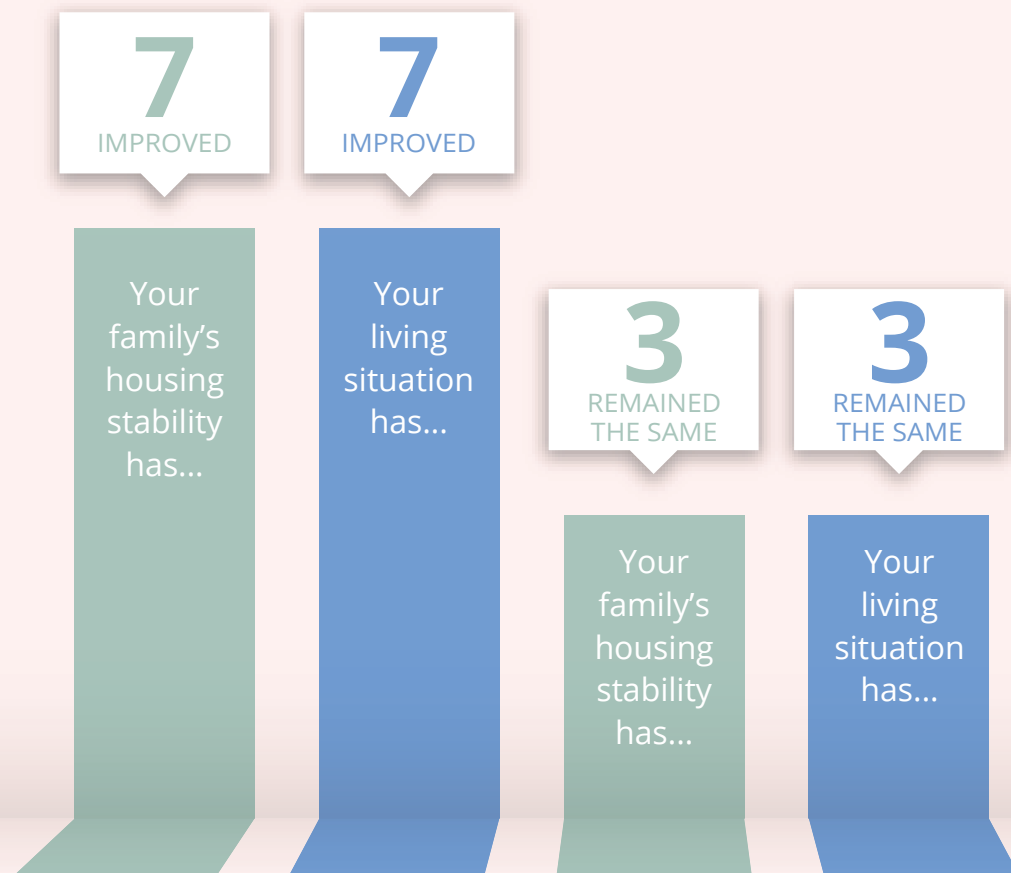 7
IMPROVED
Your
family’s
housing
stability
has...
7
IMPROVED
Your
living
situation
has...
3
REMAINED
THE SAME
Your
family’s
housing
stability
has...
3
REMAINED
THE SAME
Your
living
situation
has...